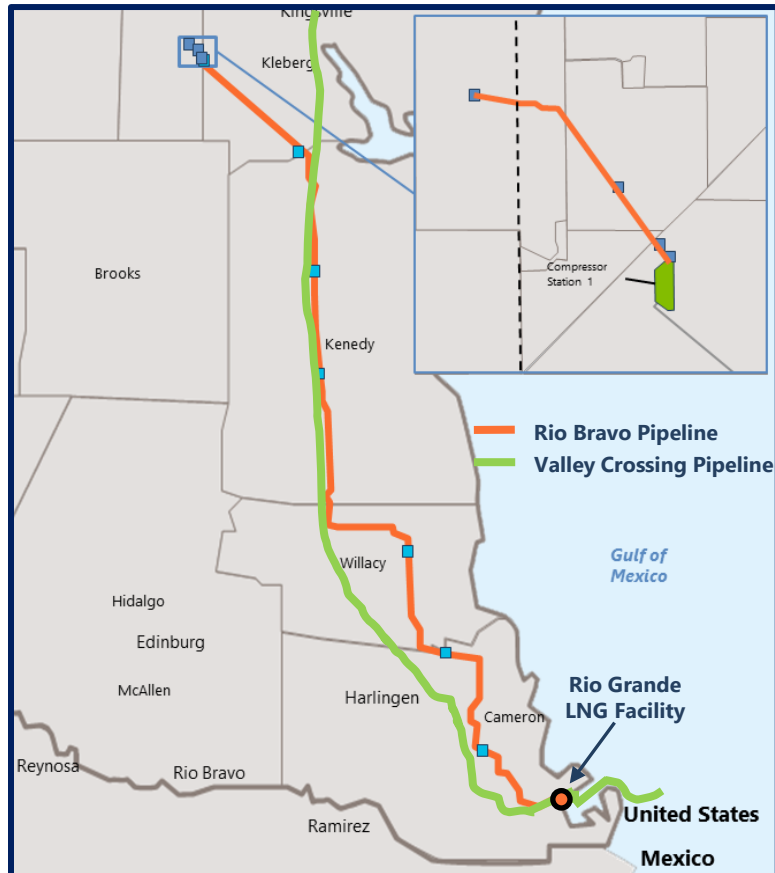 Kingsville
Kleberg
Compressor
Station 1
Brooks
Kenedy
Rio Bravo Pipeline
Valley Crossing Pipeline
Gulf of
Mexico
Willacy
Hidalgo
Edinburg
McAllen
Harlingen
Rio Grande
LNG Facility
Cameron
Reynosa
Rio Bravo
Ramirez
United States
Mexico